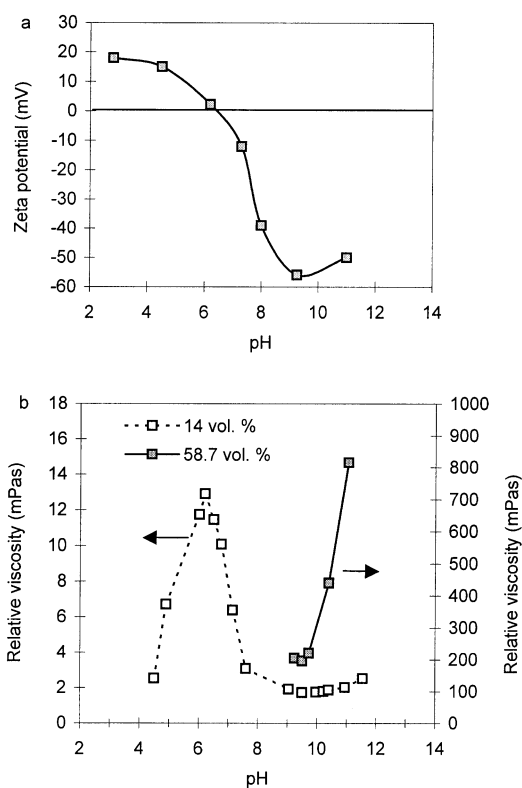 a
30
20
10
0
-10
-20
-30
-40
-50
-60
Zeta potential (mV)
2 4 6 8 10 12 14
pH
b
18
16
14
12
10
8
6
4
2
0
Relative viscosity (mPas)
14 vol. %
58.7 vol. %
1000
900
800
700
600
500
400
300
200
100
0
Relative viscosity (mPas)
2 4 6 8 10 12 14
pH